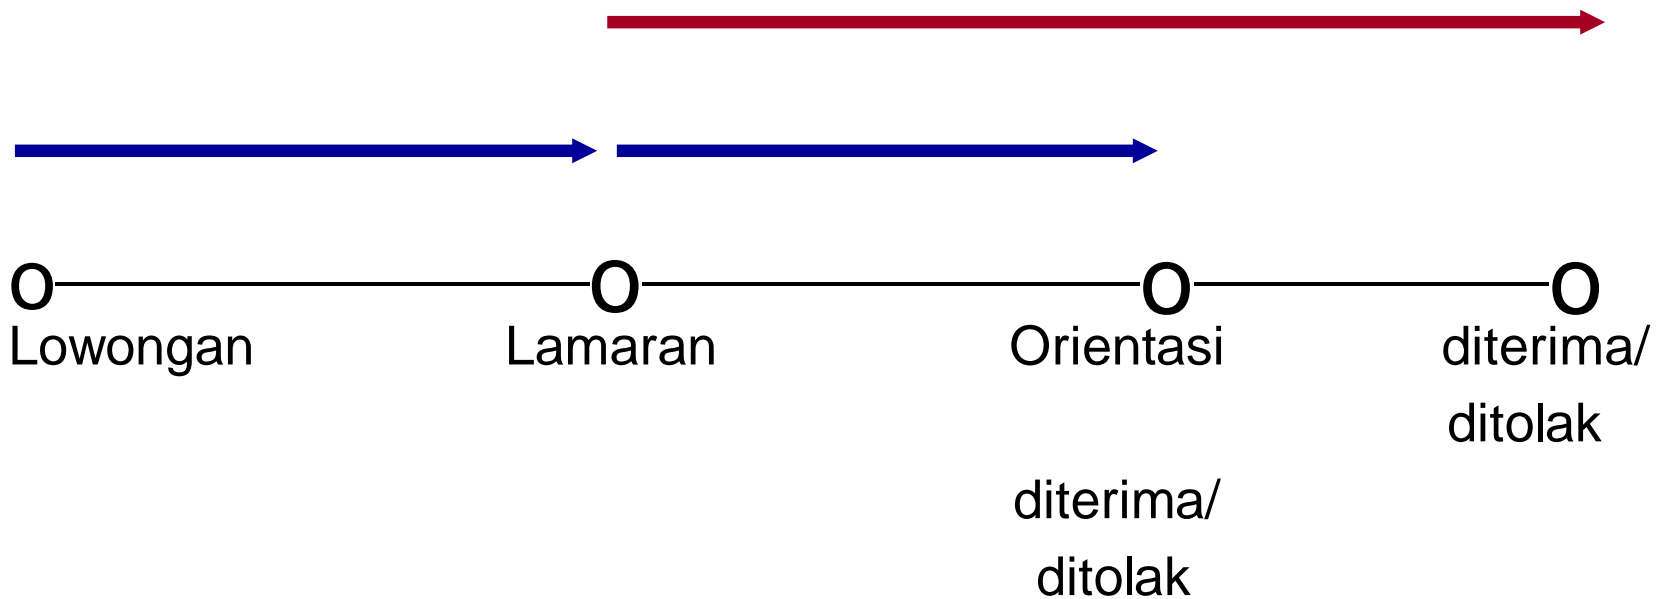 o o o o
Lowongan Lamaran Orientasi diterima/
ditolak
diterima/
ditolak